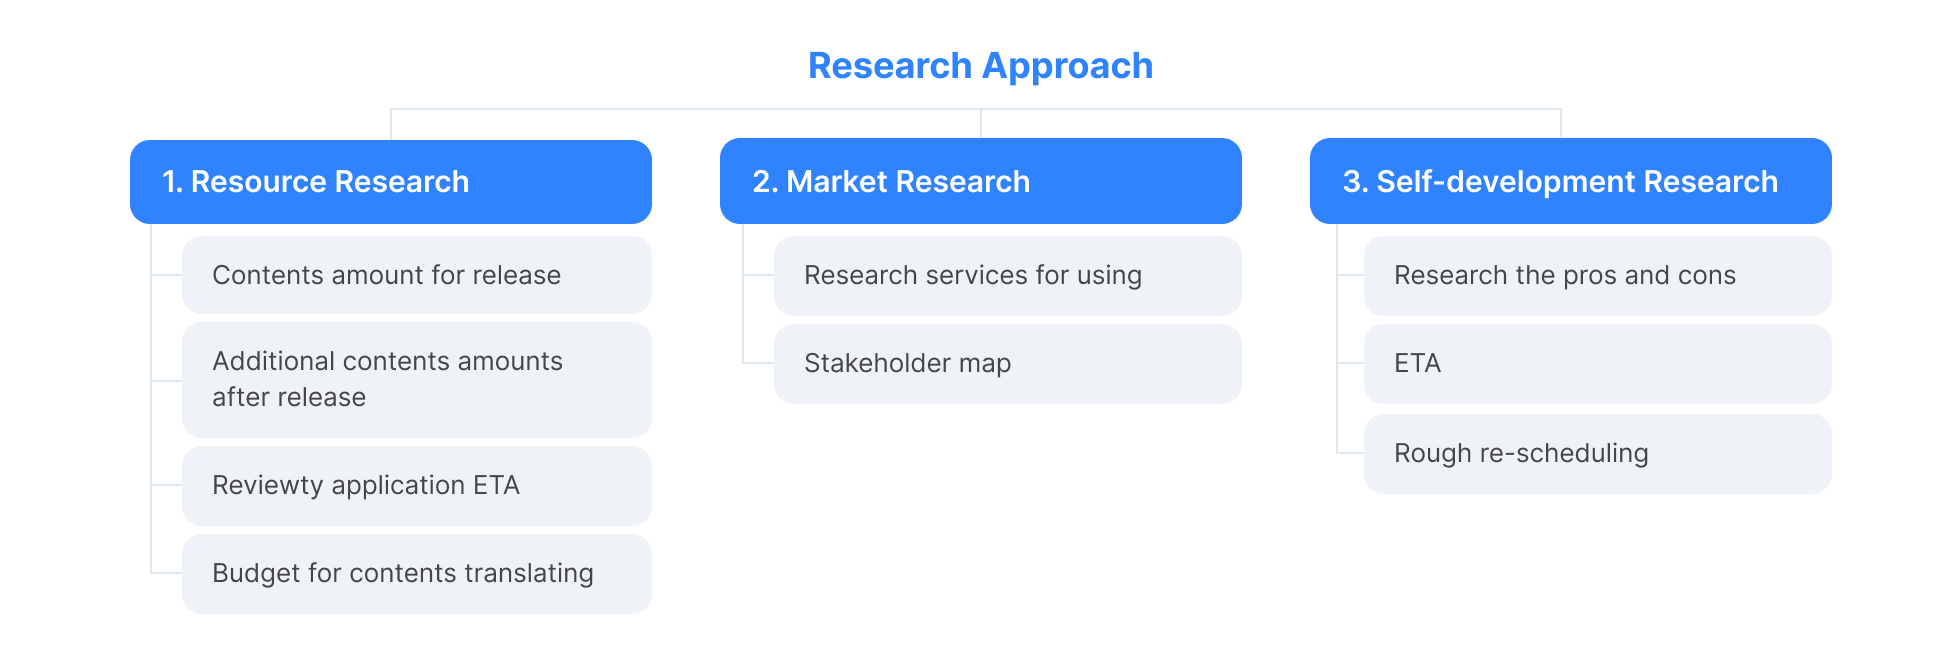 Research Approach
1. Resource Research
Contents amount for release
Additional contents amounts
after release
Reviewty application ETA
Budget for contents translating
2. Market Research
Research services for using
Stakeholder map
3. Self-development Research
Research the pros and cons
ETA
Rough re-scheduling